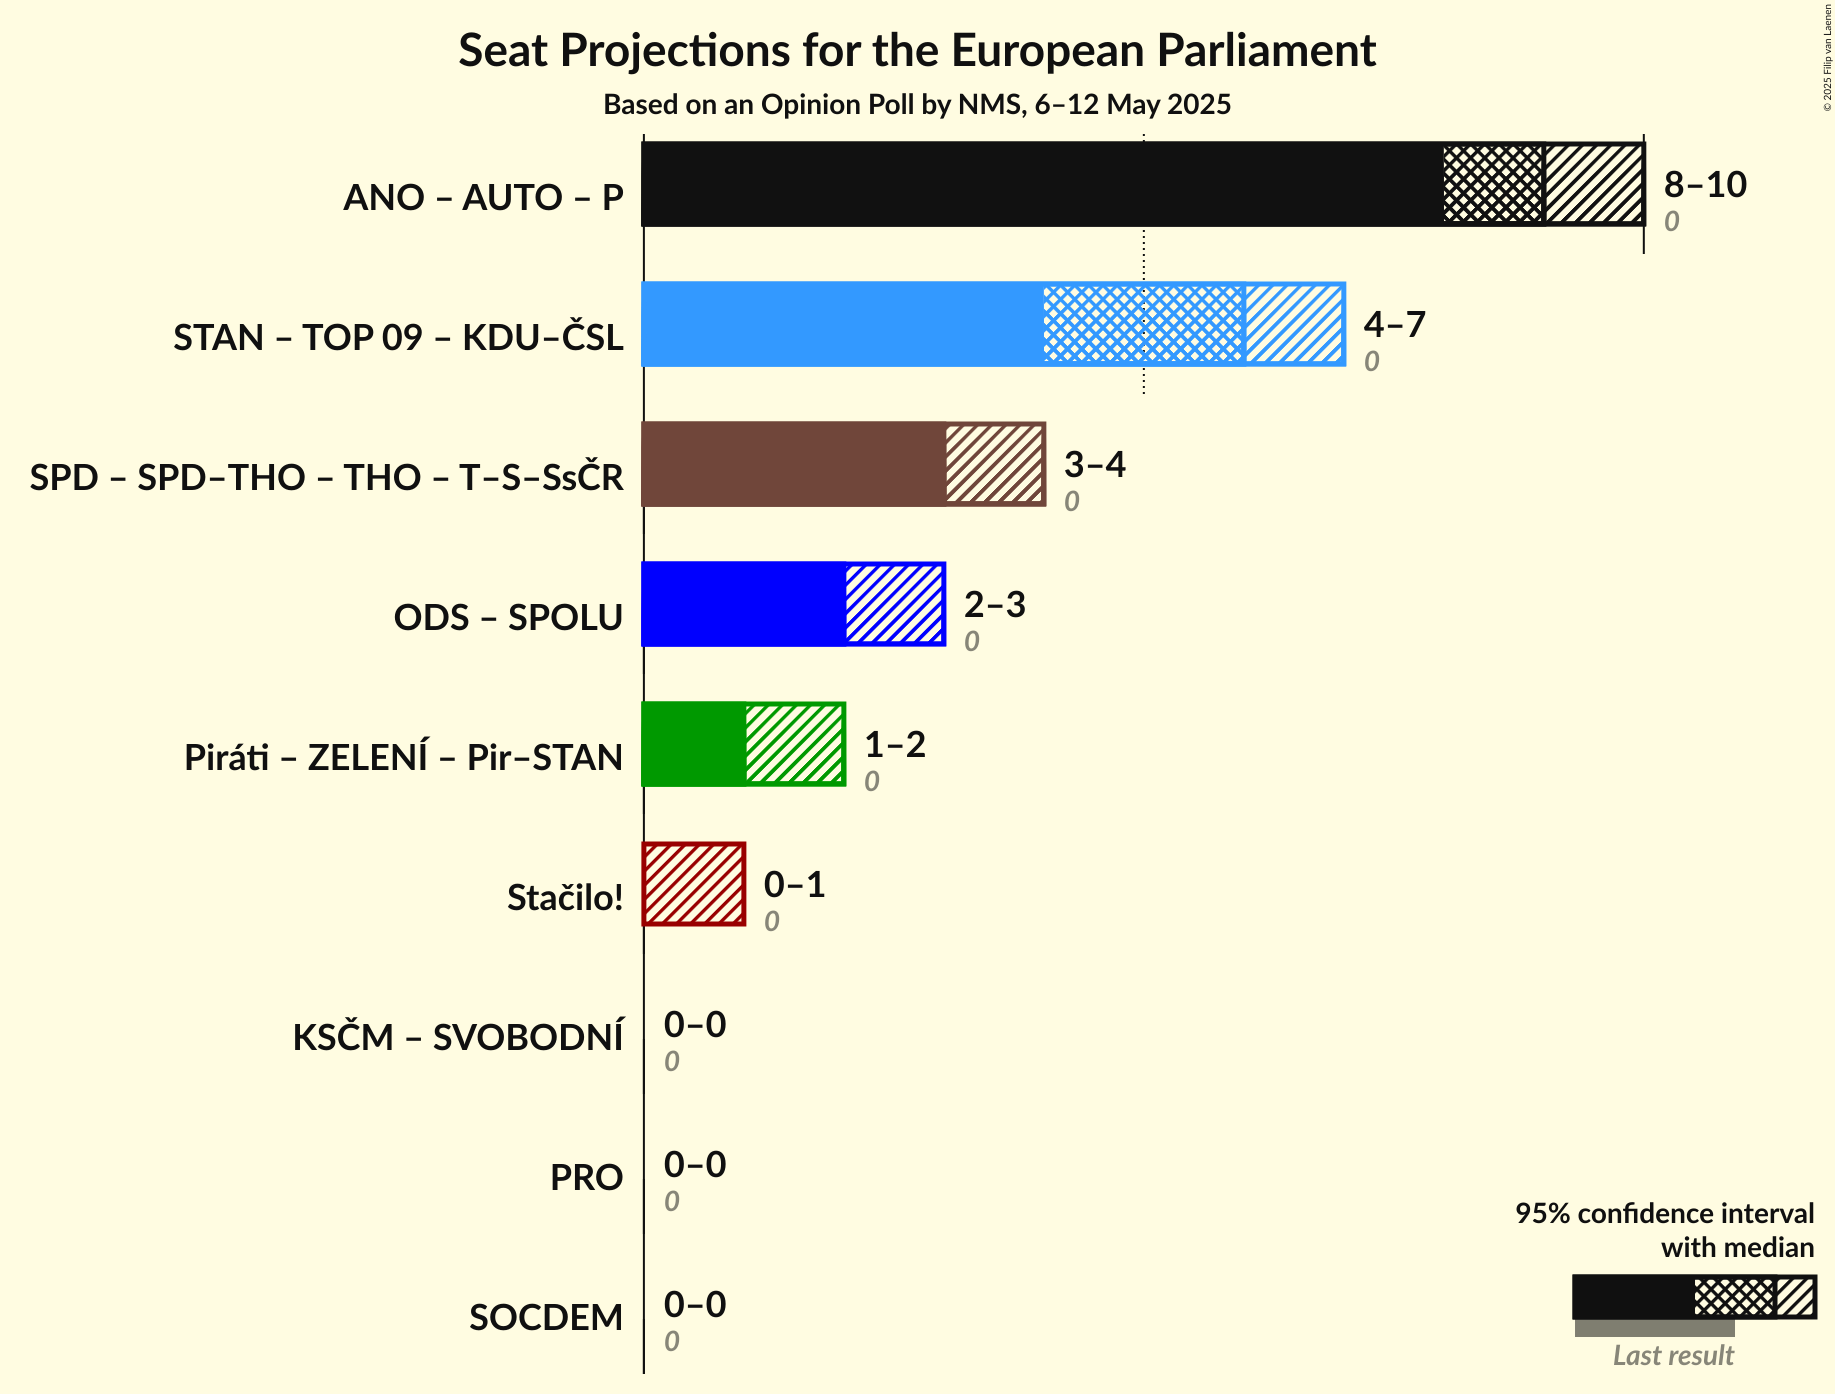 Seat Projections for the European Parliament
Based on an Opinion Poll by NMS, 6–12 May 2025
© 2025 Filip van Laenen
ANO – AUTO – P
8–10
0
STAN – TOP 09 – KDU–ČSL
4–7
0
SPD – SPD–THO – THO – T–S–SsČR
3–4
0
ODS – SPOLU
2–3
0
Piráti – ZELENÍ – Pir–STAN
1–2
0
Stačilo!
0–1
0
KSČM – SVOBODNÍ
0–0
0
PRO
0–0
0
SOCDEM
0–0
0
95% confidence interval
with median
Last result